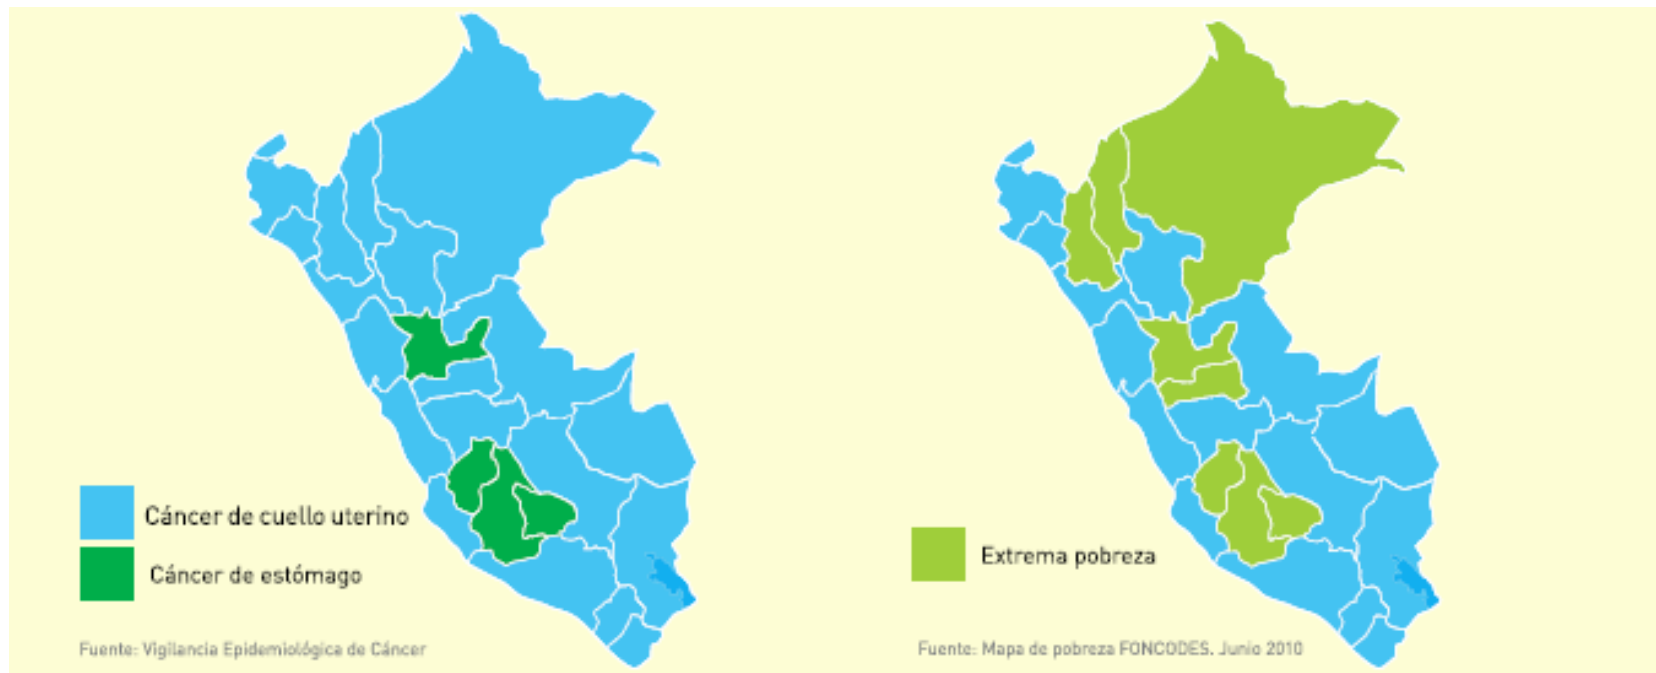 Cáncer de cuello uterino
Cáncer de estómago
Fuente: Vigilancia Epidemiológica de Cáncer
Extrema pobreza
Fuente: Mapa de pobreza FONCODES. Junio 2010